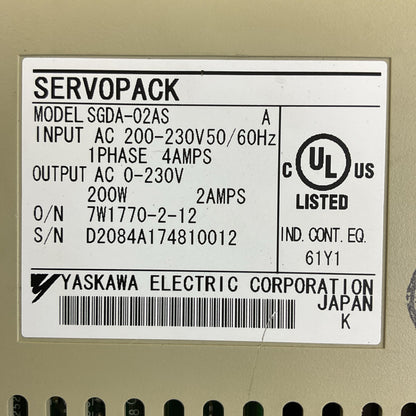 SERVOPACK
MODEL SGDA-02AS A
INPUT AC 200-230V50/60Hz
1PHASE 4AMPS
OUTPUT AC 0-230V
200W 2AMPS
O/N 7W1770-2-12
S/N D2084A174810012
C UL US
LISTED
IND. CONT. EQ.
61Y1
YASKAWA ELECTRIC CORPORATION
JAPAN
K